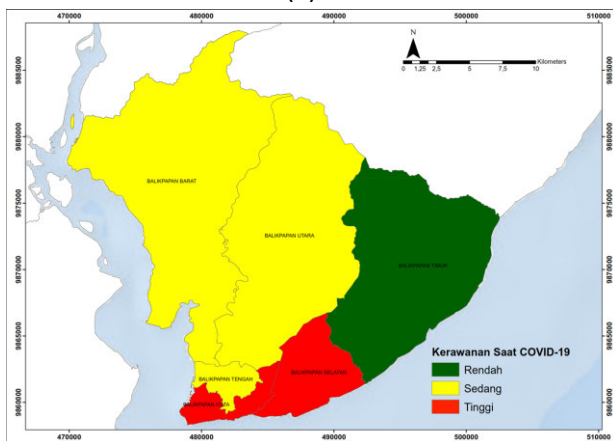 470000 480000 490000 500000 510000
N
0 1,25 2,5 5 7,5 10
Kilometers
9885000
9880000
9875000
9870000
9865000
9860000
9885000
9880000
9875000
9870000
9865000
9860000
BALIKPAPAN BARAT
BALIKPAPAN UTARA
BALIKPAPAN TIMUR
BALIKPAPAN SELATAN
BALIKPAPAN TENGAH
BALIKPAPAN KOTA
Kerawanan Saat COVID-19
Rendah
Sedang
Tinggi
470000 480000 490000 500000 510000